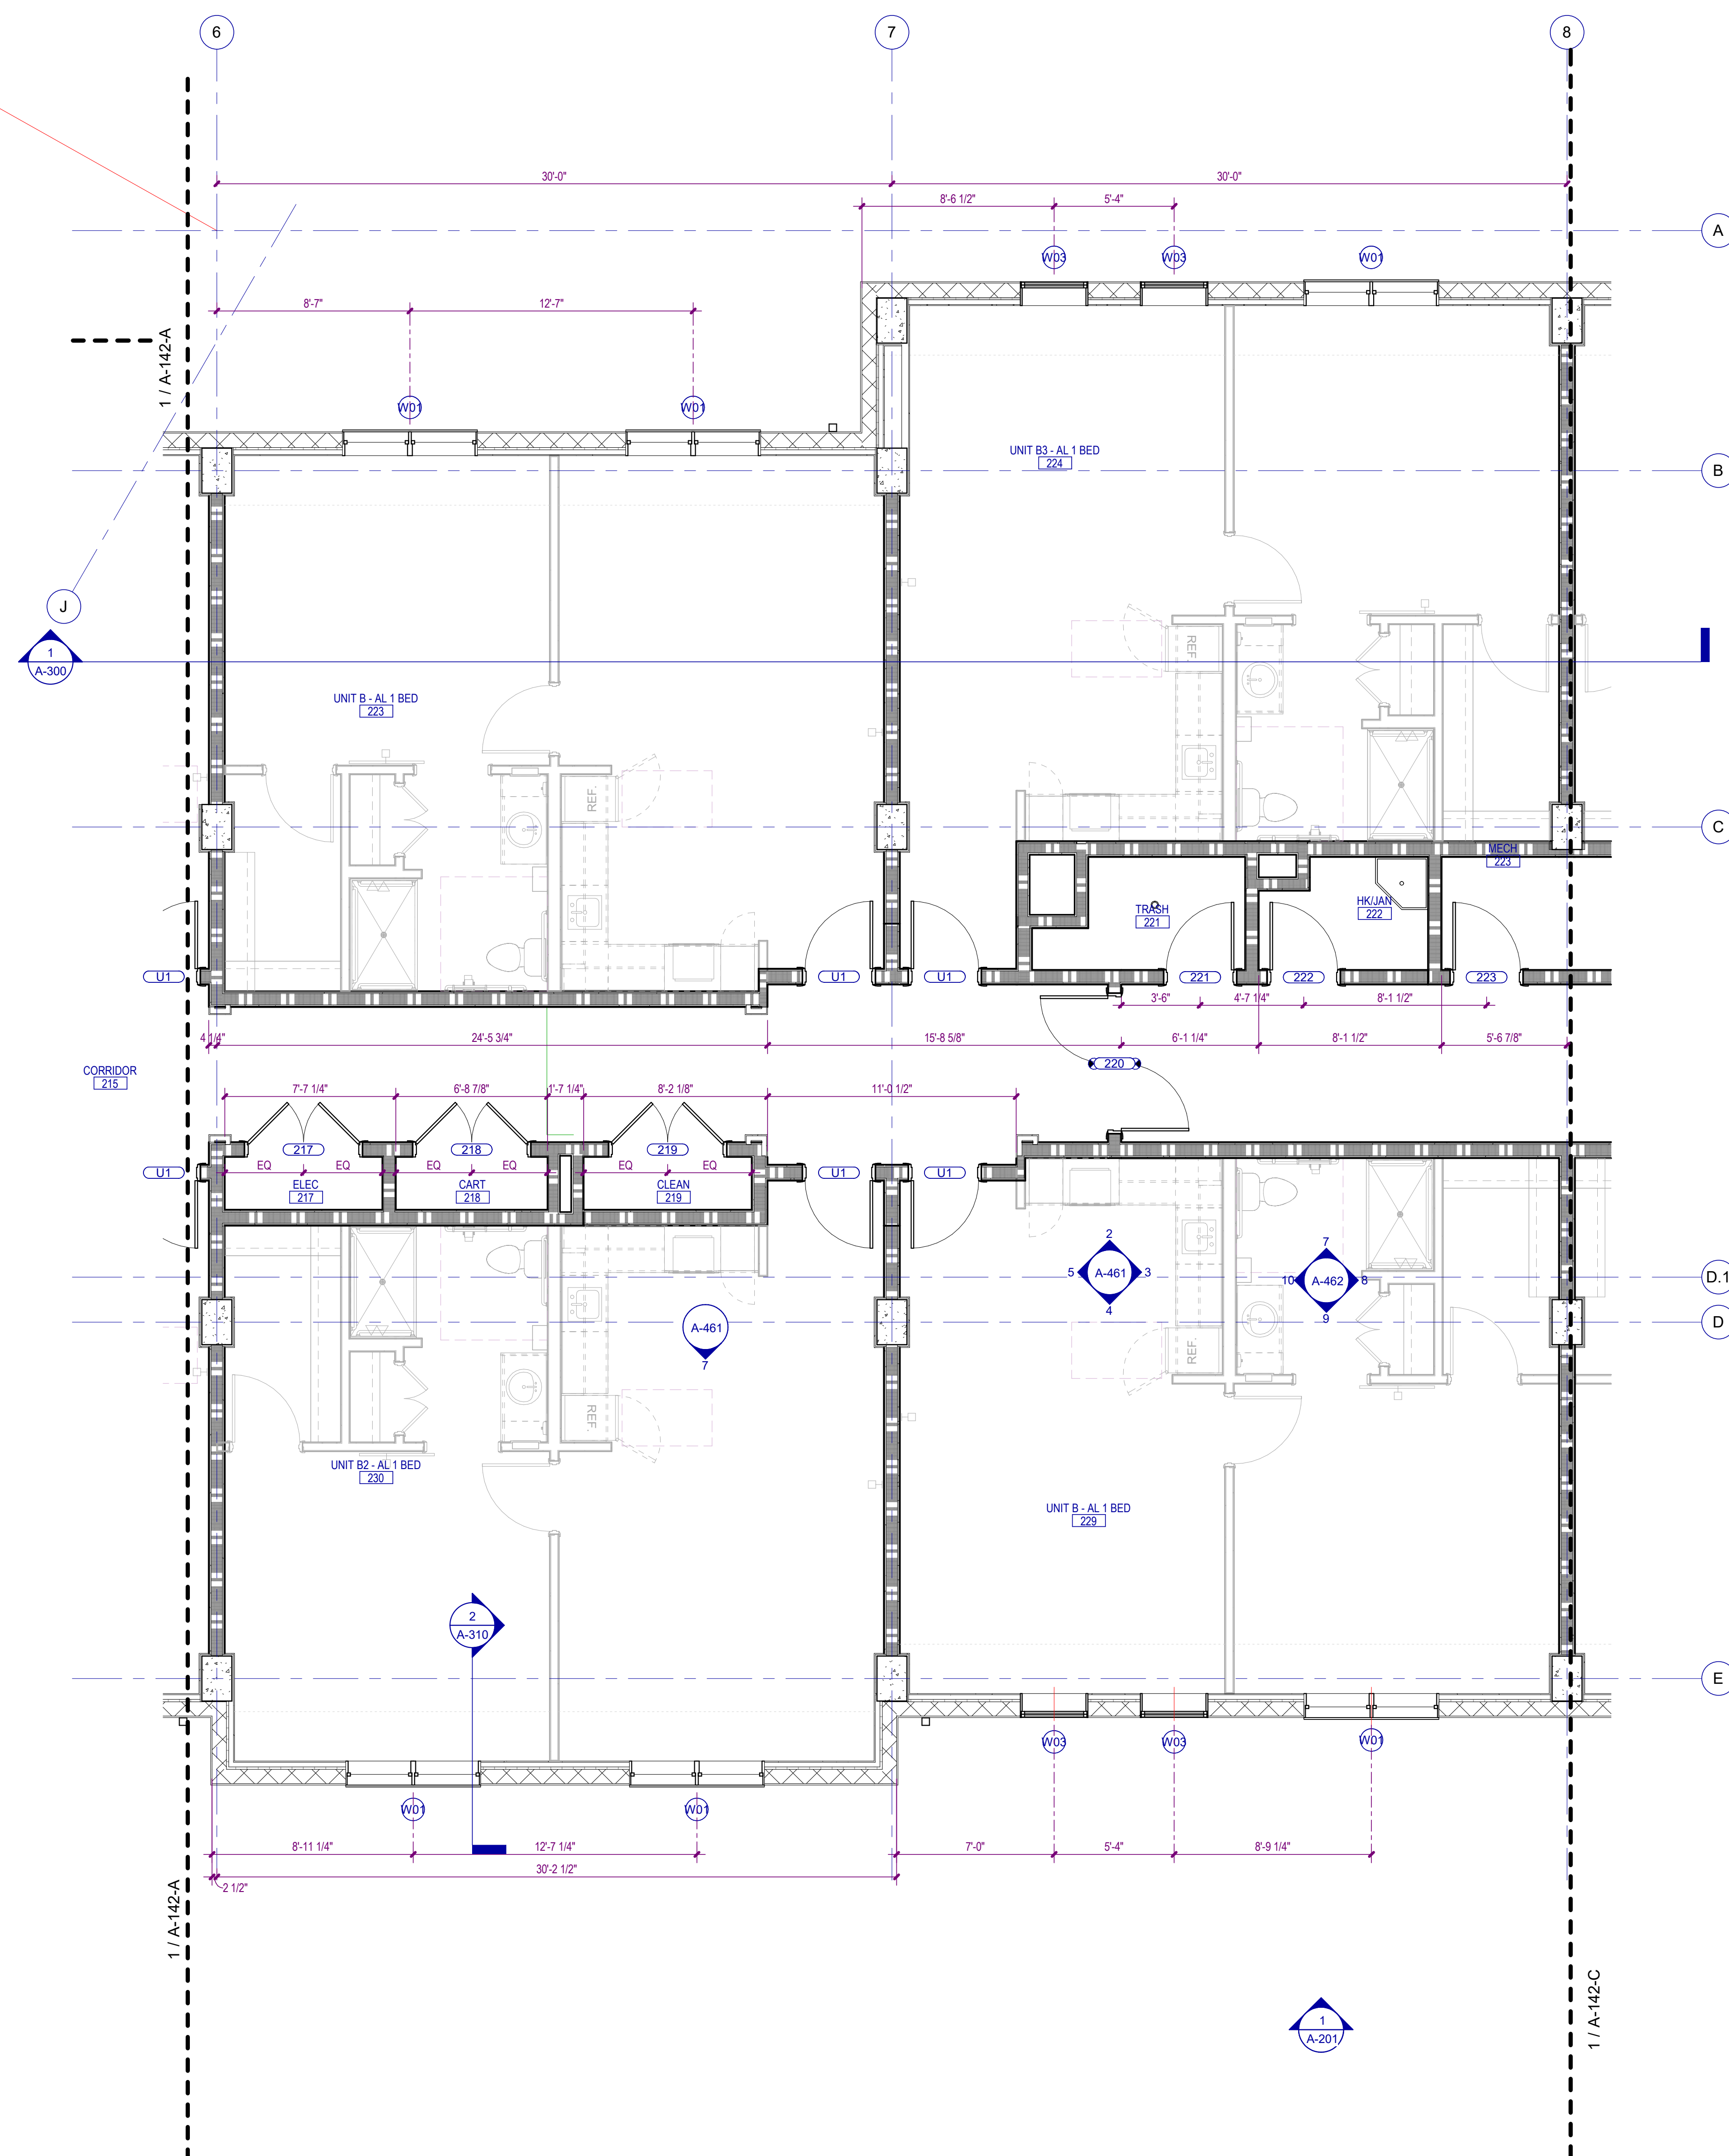 6
7
8
30'-0"
30'-0"
8'-6 1/2"
5'-4"
A
W03
W03
W01
8'-7"
12'-7"
1 / A-142-A
W01
W01
UNIT B3 - AL 1 BED
224
B
J
1
A-300
REF.
UNIT B - AL 1 BED
223
REF.
C
MECH
223
TRASH
221
HK/JAN
222
U1
U1
U1
221
222
223
3'-6"
4'-7 1/4"
8'-1 1/2"
4 1/4"
24'-5 3/4"
15'-8 5/8"
6'-1 1/4"
8'-1 1/2"
5'-6 7/8"
220
CORRIDOR
215
7'-7 1/4"
6'-8 7/8"
1'-7 1/4"
8'-2 1/8"
11'-0 1/2"
217
218
219
U1
EQ
EQ
EQ
EQ
EQ
EQ
U1
U1
ELEC
217
CART
218
CLEAN
219
2
5
A-461
3
4
7
10
A-462
8
9
D.1
A-461
7
D
REF.
REF.
UNIT B2 - AL 1 BED
230
UNIT B - AL 1 BED
229
2
A-310
E
W03
W03
W01
W01
W01
8'-11 1/4"
12'-7 1/4"
7'-0"
5'-4"
8'-9 1/4"
30'-2 1/2"
2 1/2"
1 / A-142-A
1 / A-142-C
1
A-201